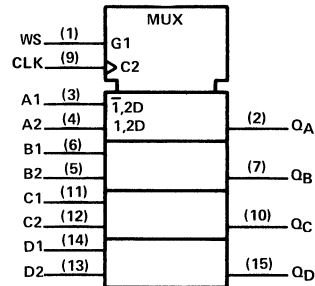 MUX
WS (1) G1
CLK (9) C2
A1 (3) 1̅,2D
A2 (4) 1,2D (2) QA
B1 (6)
B2 (5) (7) QB
C1 (11)
C2 (12) (10) QC
D1 (14)
D2 (13) (15) QD